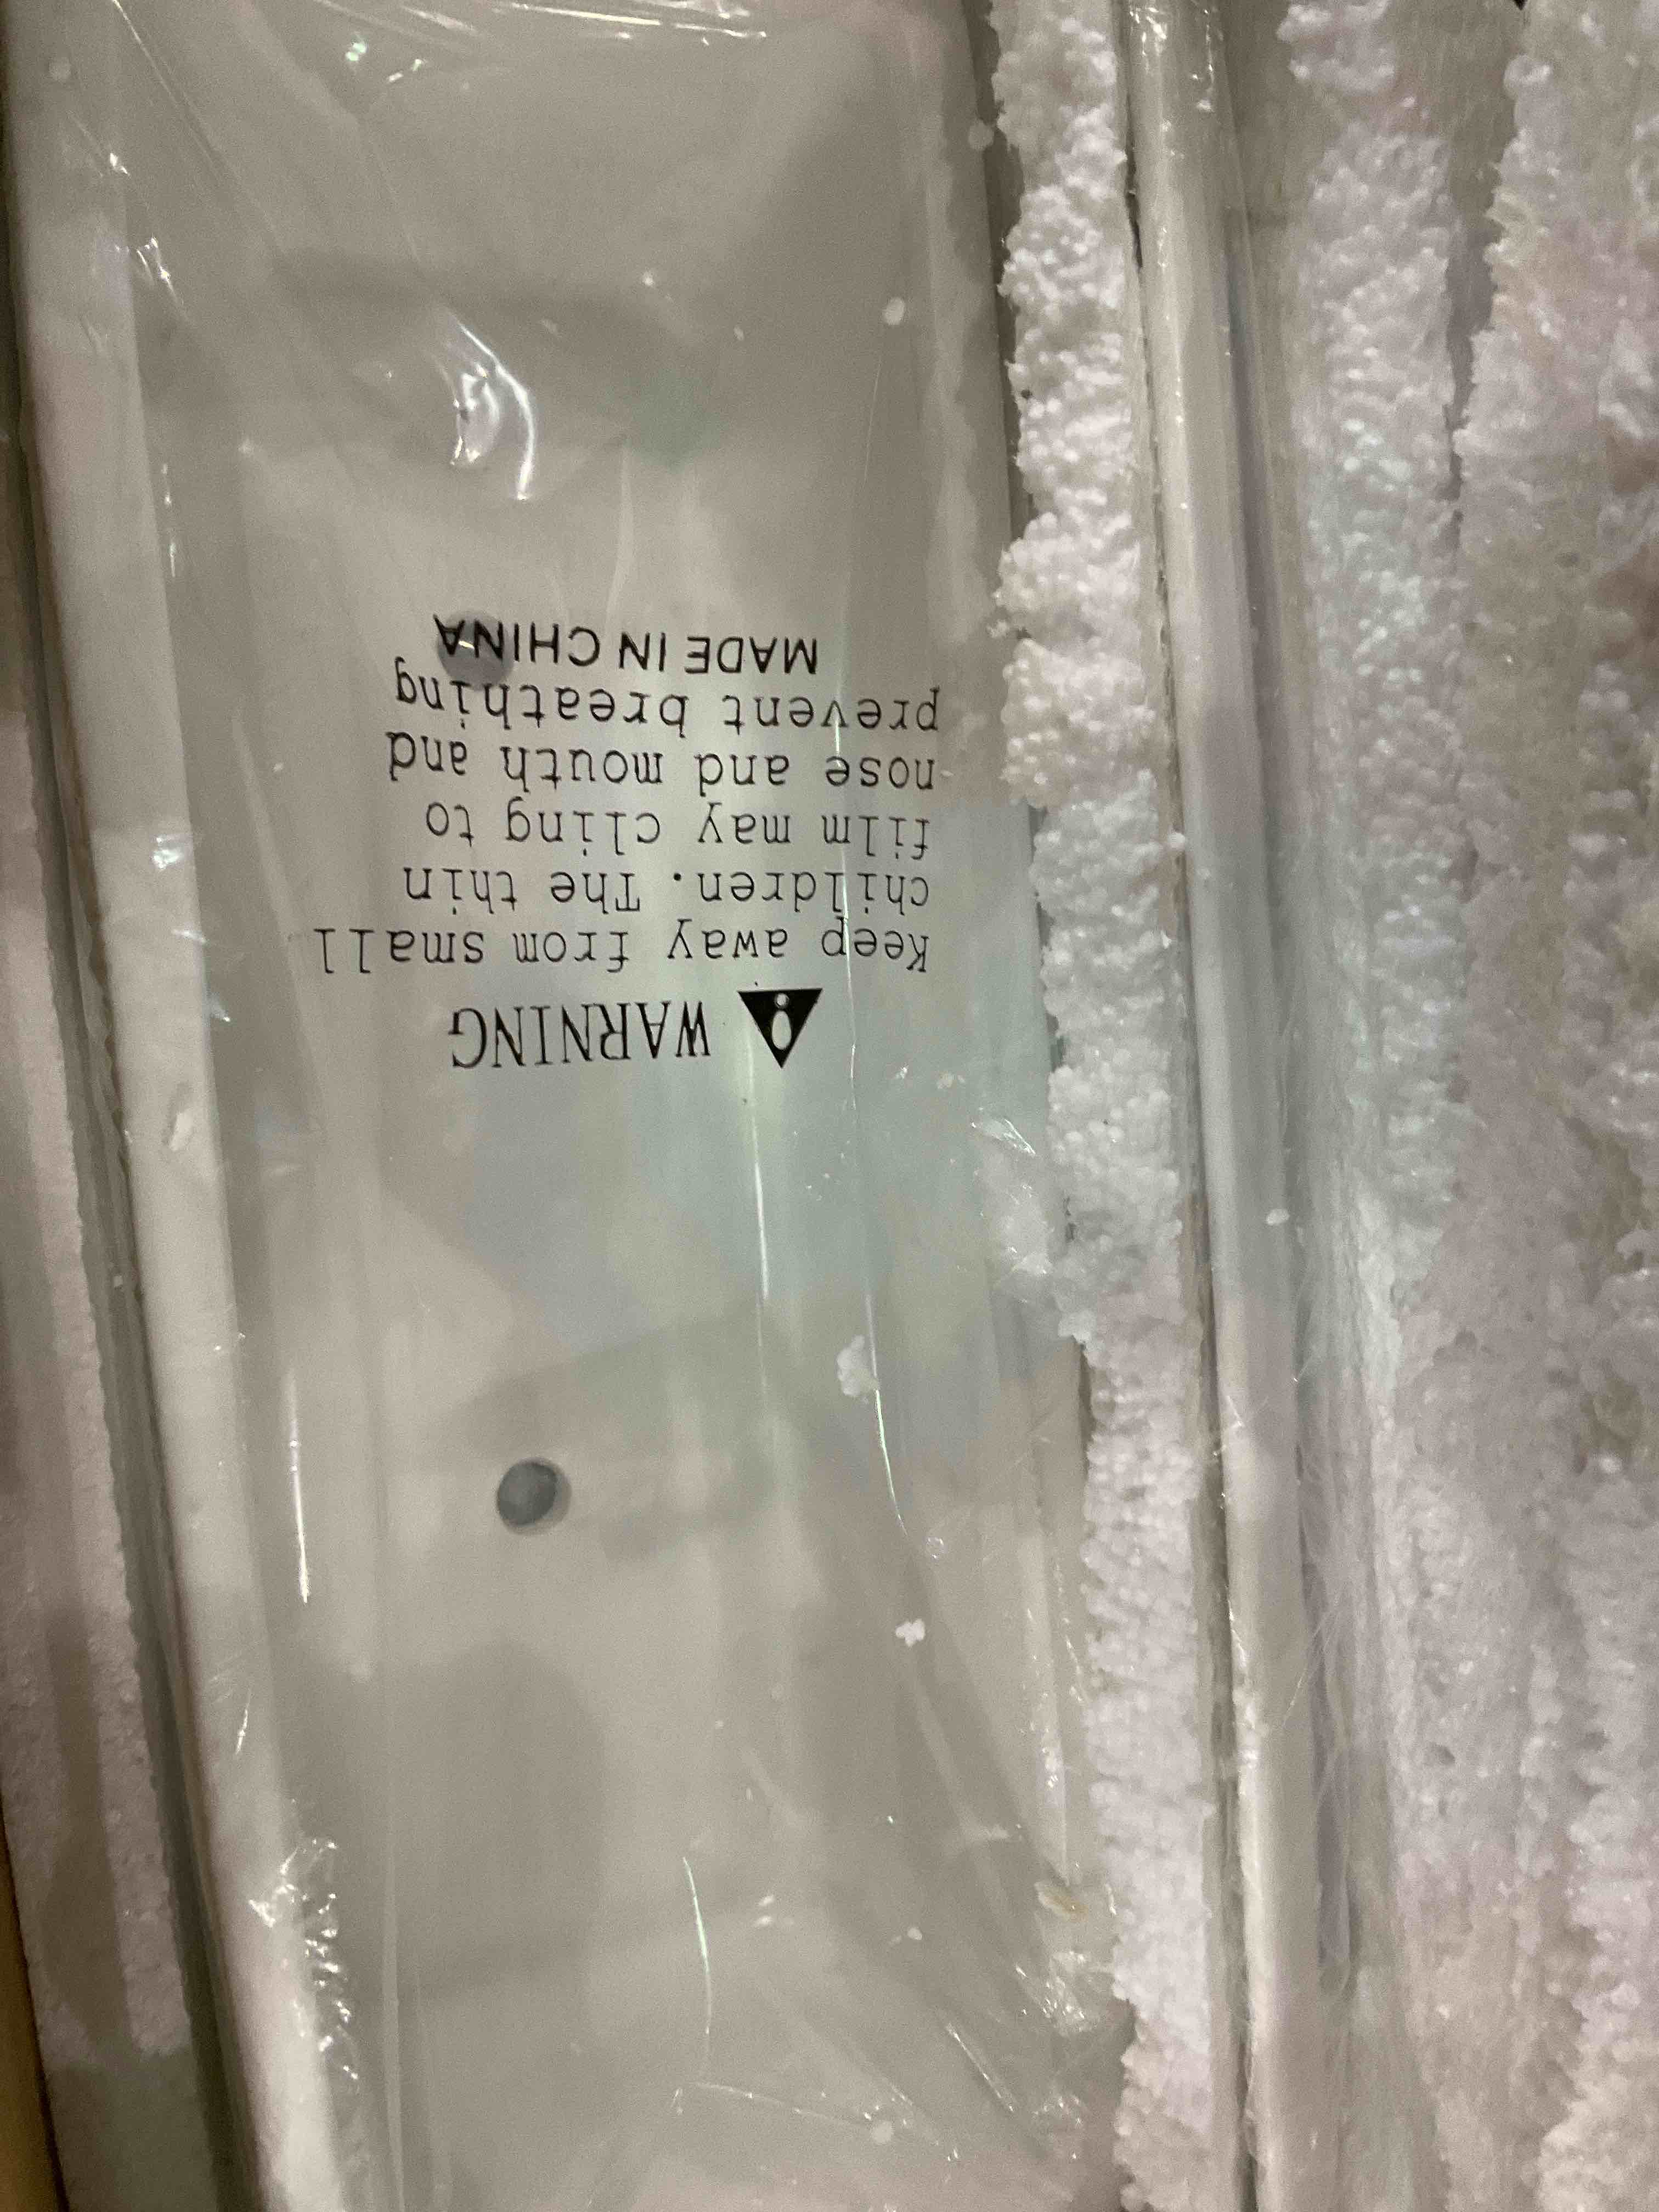 WARNING
Keep away from small
children. The thin
film may cling to
nose and mouth and
prevent breathing
MADE IN CHINA